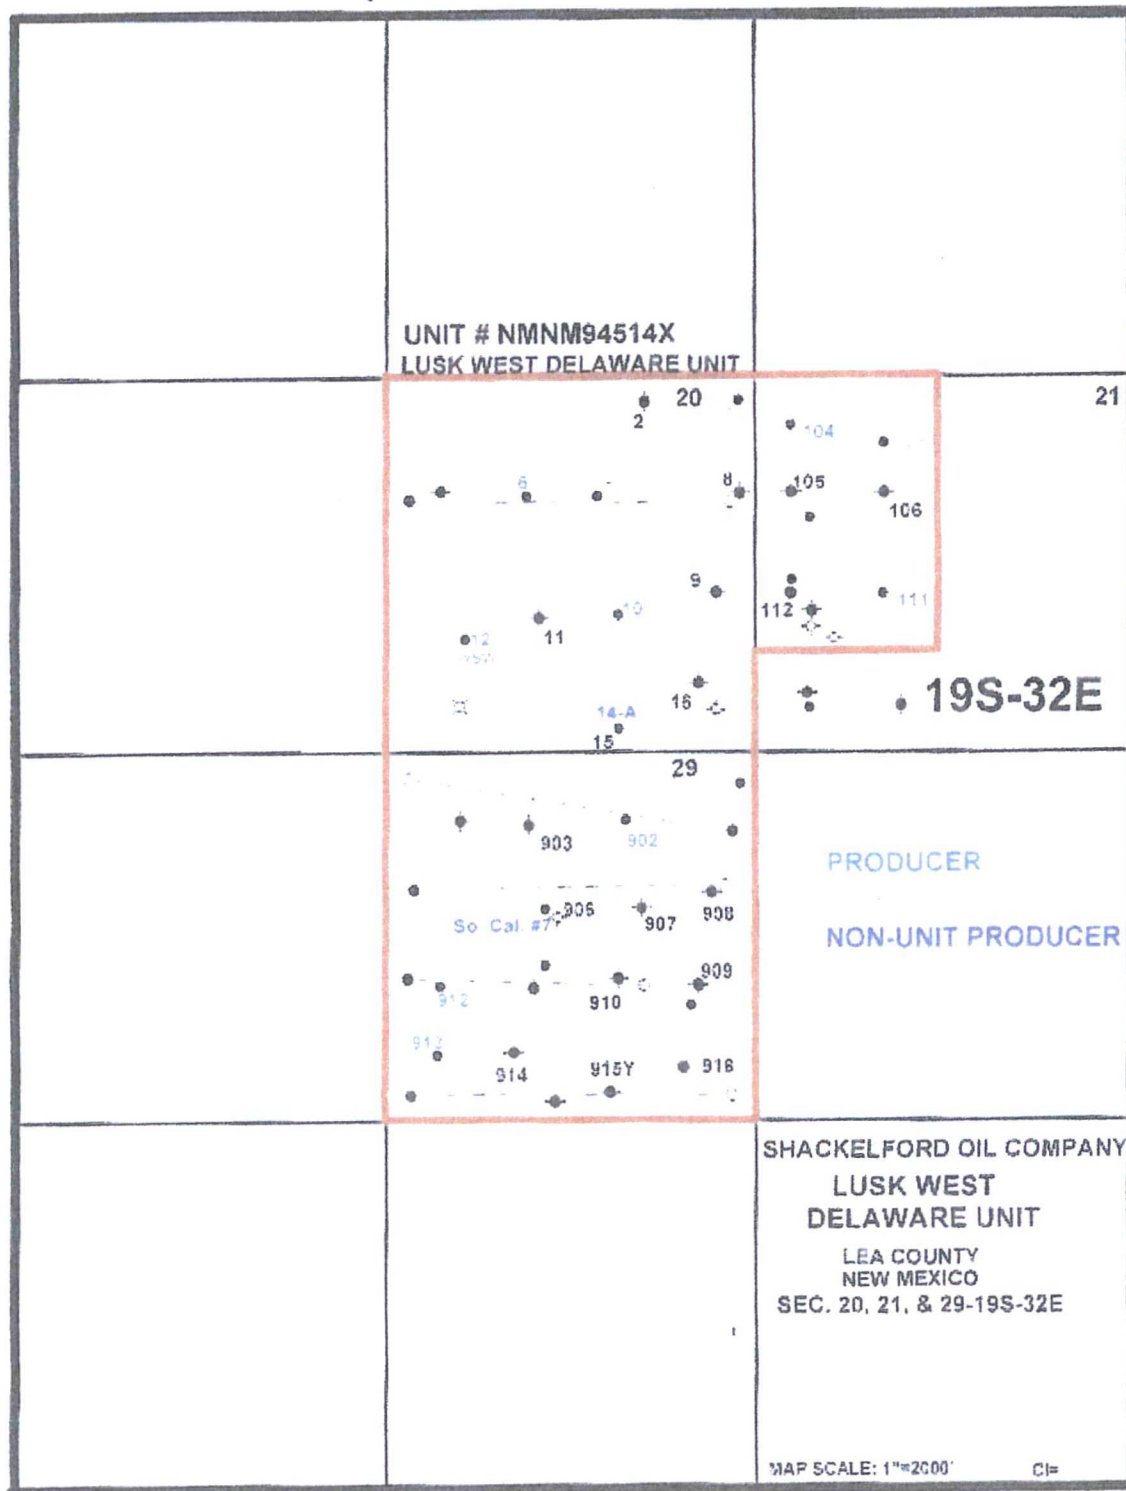 UNIT # NMNM94514X
LUSK WEST DELAWARE UNIT
20
21
2
104
6
8
105
106
9
10
11
112
111
12
16
14-A
15
19S-32E
29
903
902
PRODUCER
906
907
908
So. Cal. #7
NON-UNIT PRODUCER
909
912
910
913
914
915Y
916
SHACKELFORD OIL COMPANY
LUSK WEST
DELAWARE UNIT
LEA COUNTY
NEW MEXICO
SEC. 20, 21, & 29-19S-32E
MAP SCALE: 1"=2000'
CI=